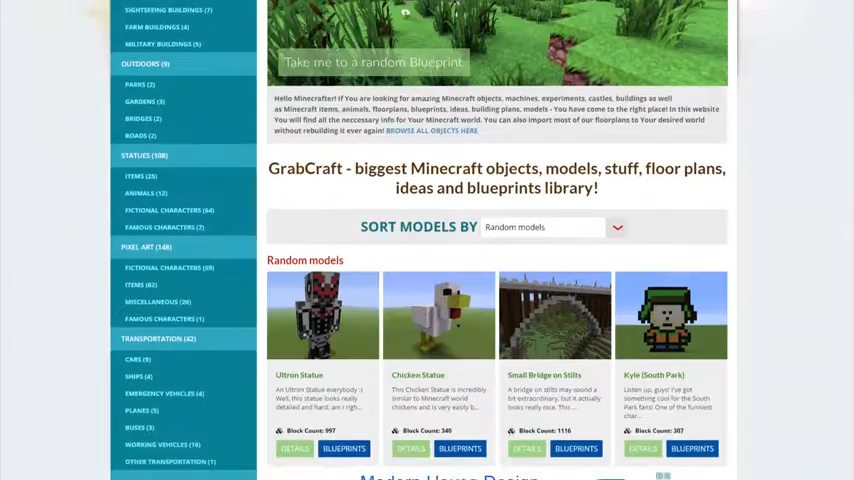 SIGHTSEEING BUILDINGS (7)
FARM BUILDINGS (4)
MILITARY BUILDINGS (5)
OUTDOORS (9)
PARKS (2)
GARDENS (3)
BRIDGES (2)
ROADS (2)
STATUES (108)
ITEMS (25)
ANIMALS (12)
FICTIONAL CHARACTERS (64)
FAMOUS CHARACTERS (7)
PIXEL ART (148)
FICTIONAL CHARACTERS (59)
ITEMS (62)
MISCELLANEOUS (26)
FAMOUS CHARACTERS (1)
TRANSPORTATION (42)
CARS (9)
SHIPS (4)
EMERGENCY VEHICLES (4)
PLANES (5)
BUSES (3)
WORKING VEHICLES (16)
OTHER TRANSPORTATION (1)
Take me to a random Blueprint
Hello Minecrafter! If You are looking for amazing Minecraft objects, machines, experiments, castles, buildings as well
as Minecraft items, animals, floorplans, blueprints, ideas, building plans, models - You have come to the right place! In this website
You will find all the neccessary info for Your Minecraft world. You can also import most of our floorplans to Your desired world
without rebuilding it ever again! BROWSE ALL OBJECTS HERE
GrabCraft - biggest Minecraft objects, models, stuff, floor plans,
ideas and blueprints library!
SORT MODELS BY Random models
Random models
Ultron Statue
An Ultron Statue everybody :)
Well, this statue looks really
detailed and hard, am I righ...
Block Count: 997
DETAILS BLUEPRINTS
Chicken Statue
This Chicken Statue is incredibly
similar to Minecraft world
chickens and is very easily b...
Block Count: 340
DETAILS BLUEPRINTS
Small Bridge on Stilts
A bridge on stilts may sound a
bit extraordinary, but it actually
looks really nice. This ...
Block Count: 1116
DETAILS BLUEPRINTS
Kyle (South Park)
Listen up, guys! I've got
something cool for the South
Park fans! One of the funniest
char...
Block Count: 307
DETAILS BLUEPRINTS
Modern House Design